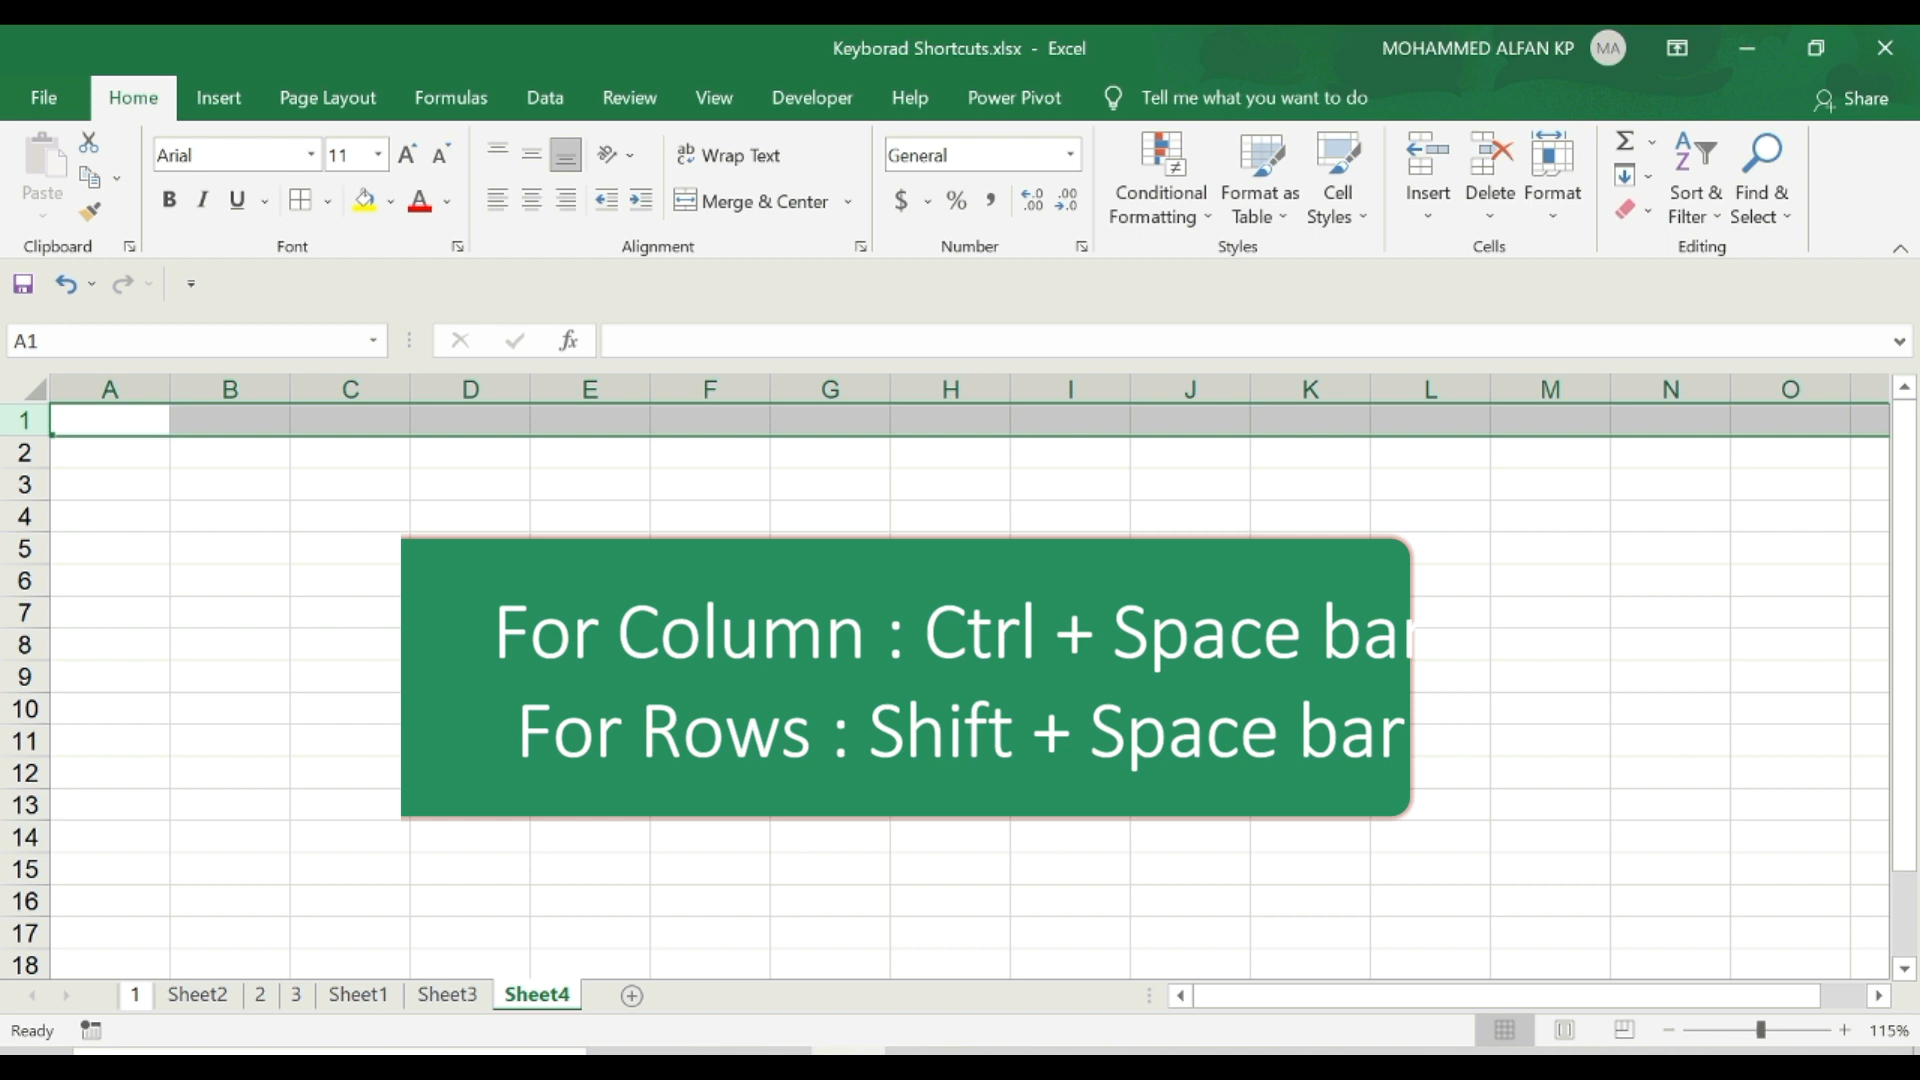 Keyborad Shortcuts.xlsx - Excel
MOHAMMED ALFAN KP MA
File Home Insert Page Layout Formulas Data Review View Developer Help Power Pivot Tell me what you want to do Share
Paste
Arial 11
Wrap Text
General
Conditional Formatting
Format as Table
Cell Styles
Insert Delete Format
Sort & Filter
Find & Select
B I U
Merge & Center
$ % ,
Clipboard Font Alignment Number Styles Cells Editing
A1 fx
A B C D E F G H I J K L M N O
1
2
3
4
5
6
7
8
9
10
11
12
13
14
15
16
17
18
For Column : Ctrl + Space bar
For Rows : Shift + Space bar
1 Sheet2 2 3 Sheet1 Sheet3 Sheet4
Ready 115%